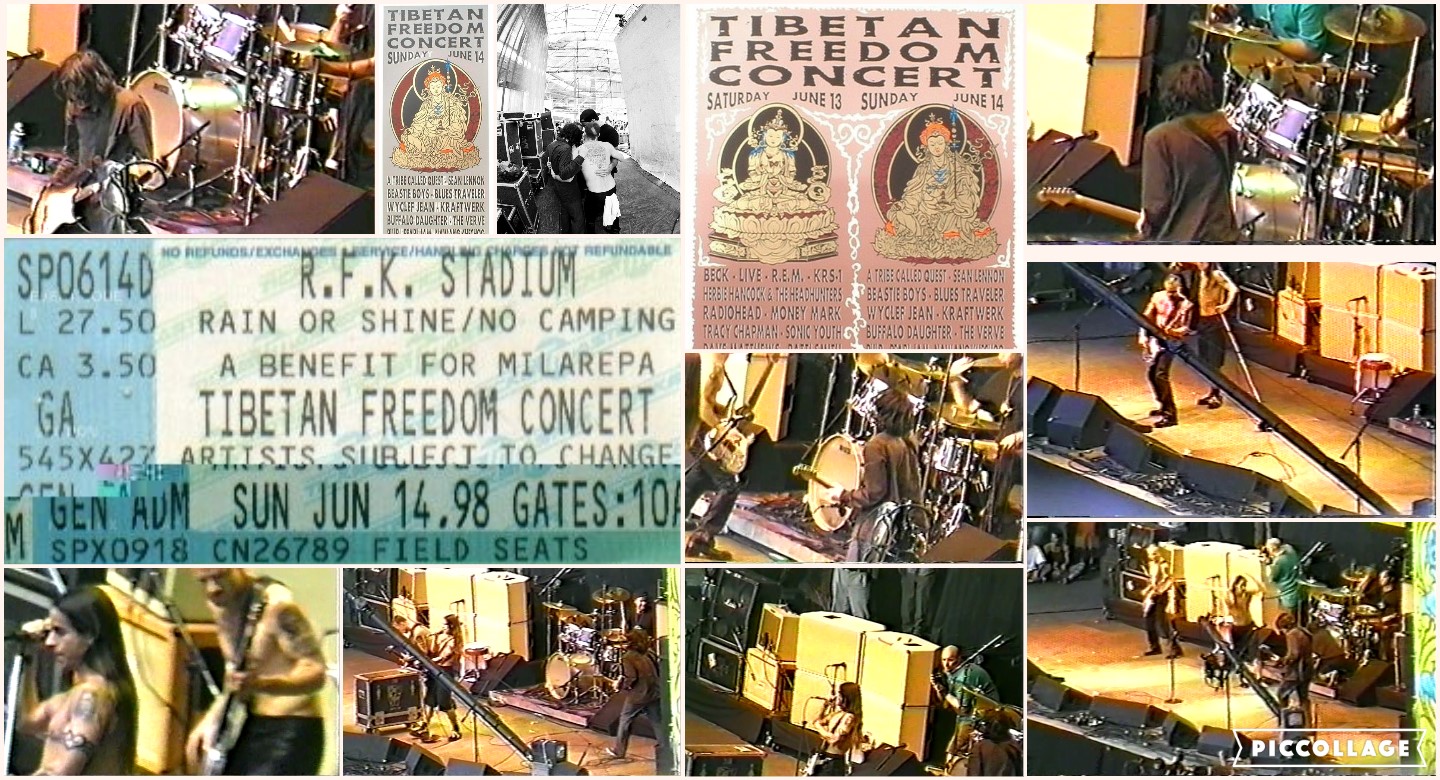 TIBETAN
FREEDOM
CONCERT
SUNDAY JUNE 14
A TRIBE CALLED QUEST · SEAN LENNON
BEASTIE BOYS · BLUES TRAVELER
WYCLEF JEAN · KRAFTWERK
BUFFALO DAUGHTER · THE VERVE
TIBETAN
FREEDOM
CONCERT
SATURDAY JUNE 13 SUNDAY JUNE 14
BECK · LIVE · R.E.M. · KRS-1
HERBIE HANCOCK & THE HEADHUNTERS
RADIOHEAD · MONEY MARK
TRACY CHAPMAN · SONIC YOUTH
A TRIBE CALLED QUEST · SEAN LENNON
BEASTIE BOYS · BLUES TRAVELER
WYCLEF JEAN · KRAFTWERK
BUFFALO DAUGHTER · THE VERVE
NO REFUNDS/EXCHANGES SERVICE/HANDLING CHARGES NOT REFUNDABLE
SP0614D R.F.K. STADIUM
L 27.50 RAIN OR SHINE/NO CAMPING
CA 3.50 A BENEFIT FOR MILAREPA
GA TIBETAN FREEDOM CONCERT
545X427 ARTISTS SUBJECT TO CHANGE
GEN ADM SUN JUN 14.98 GATES:10A
SPX0918 CN26789 FIELD SEATS
PICCOLLAGE